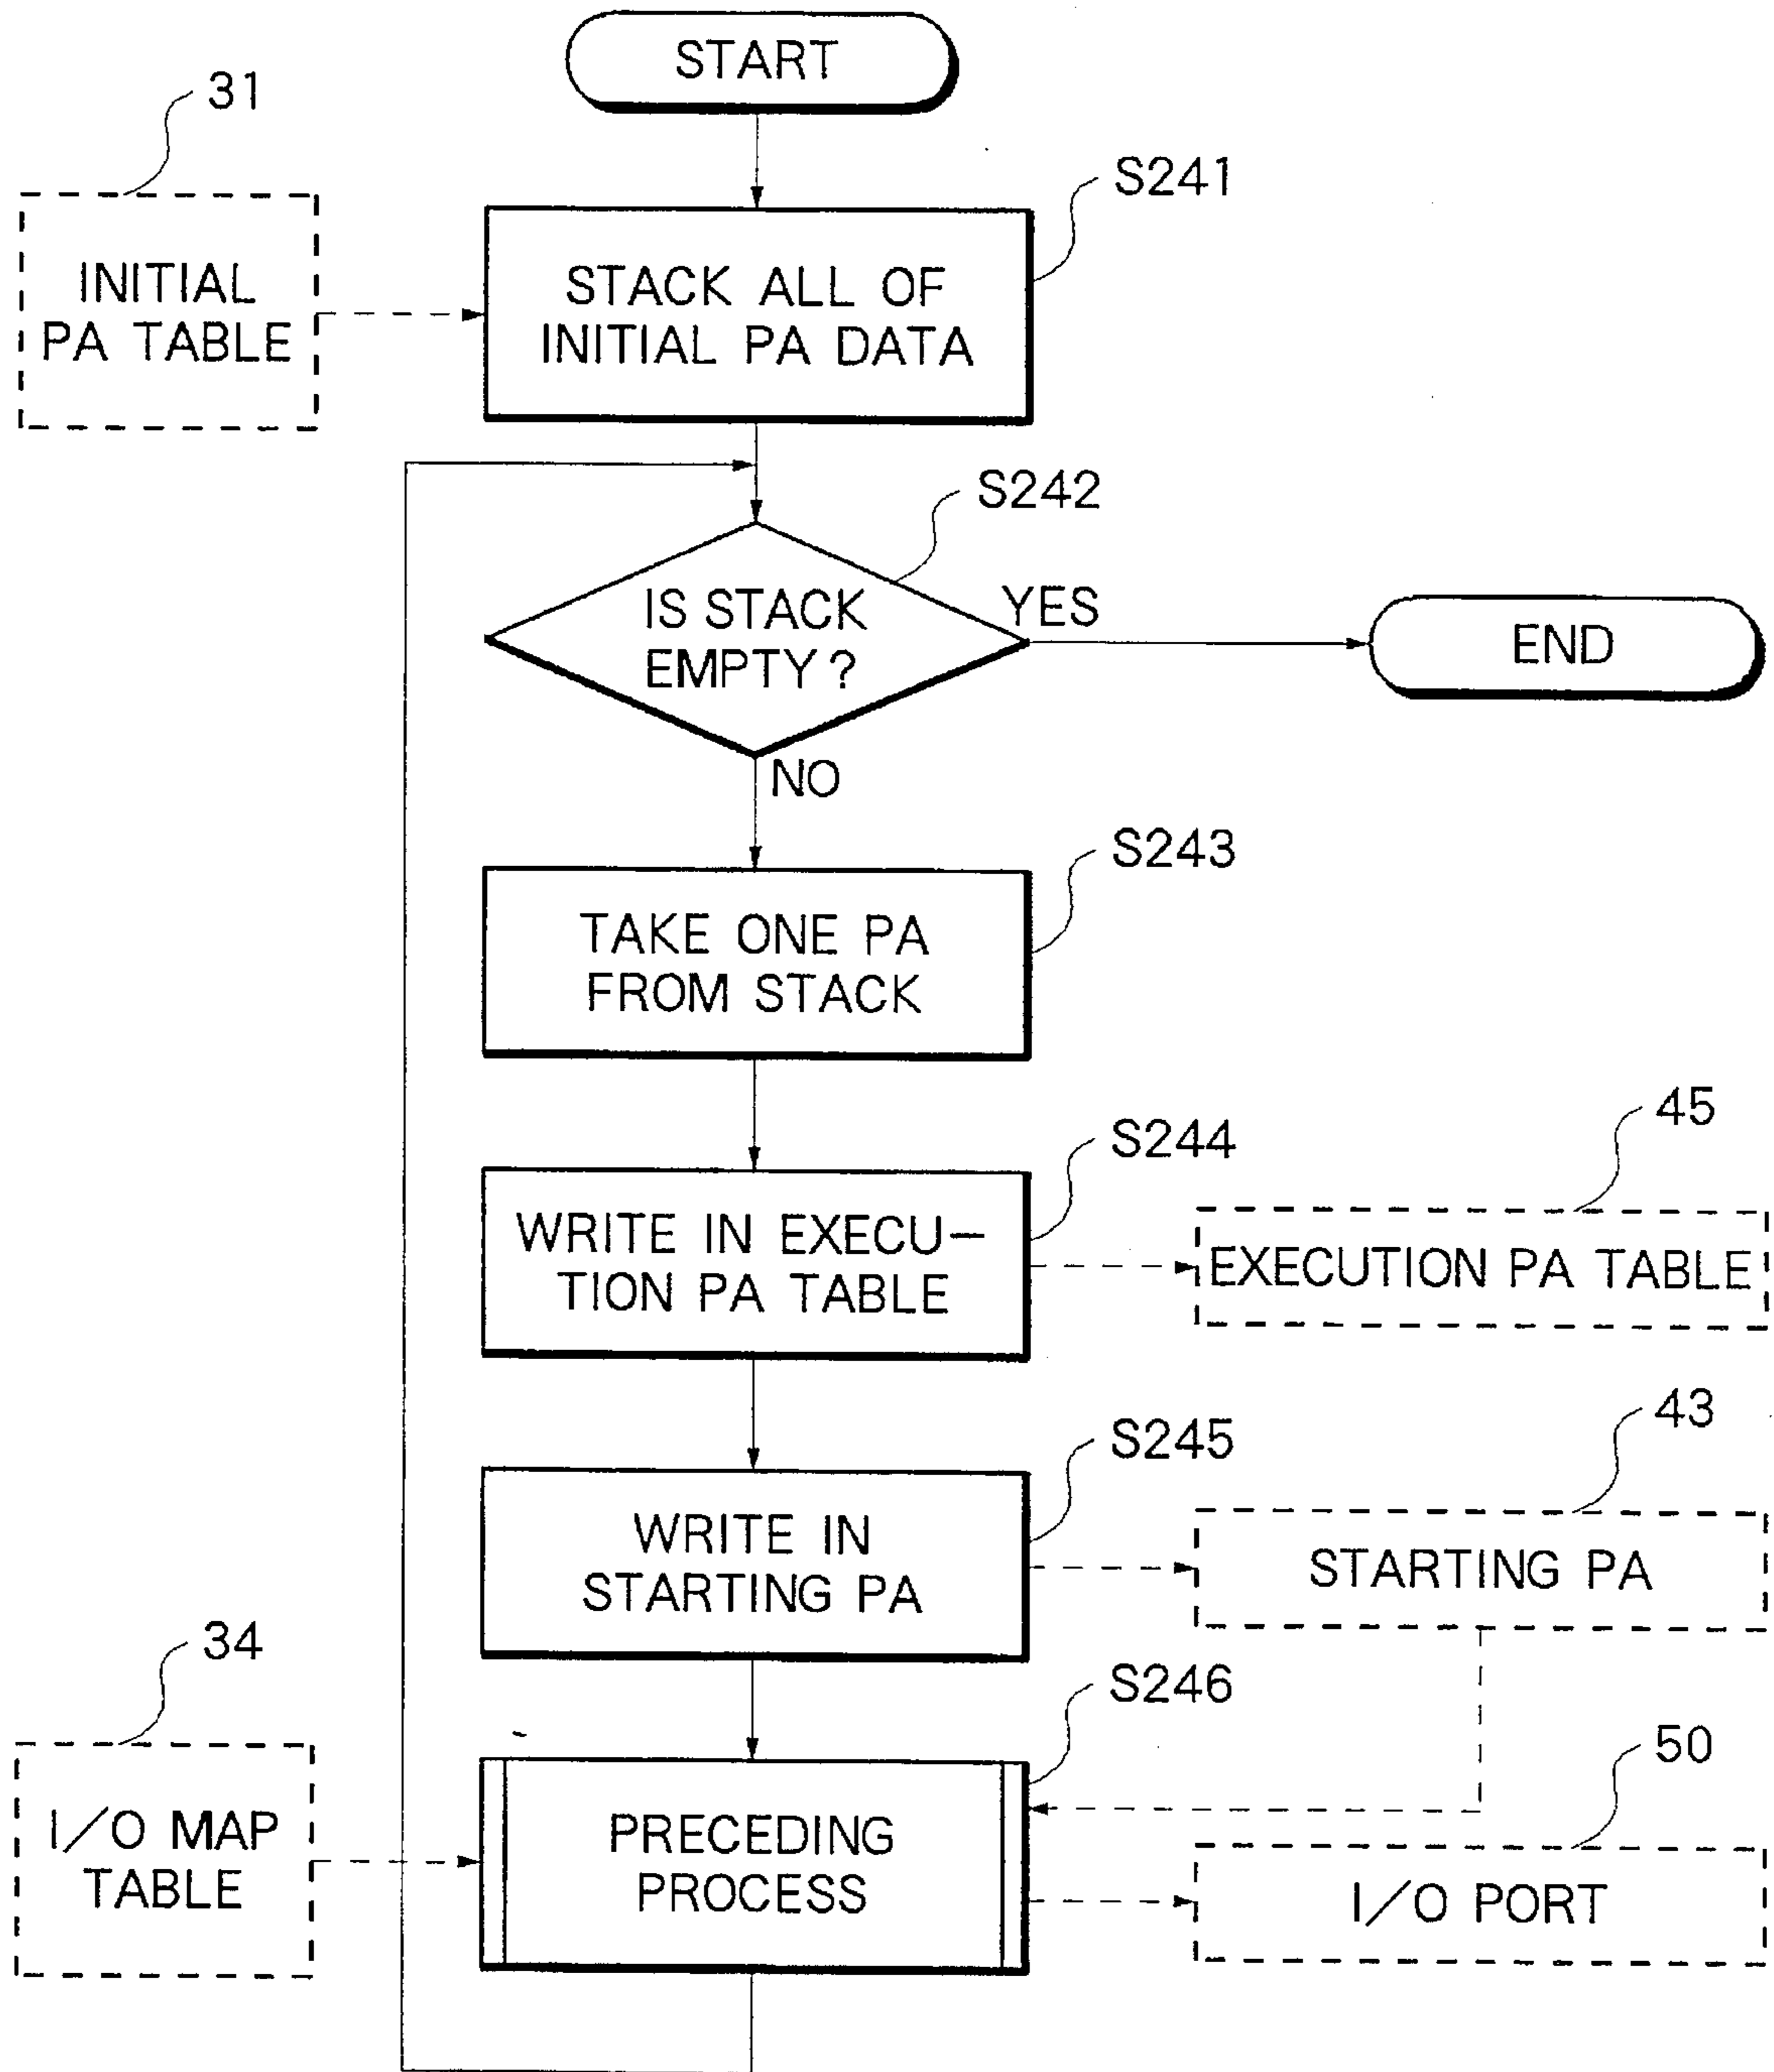 START
31
S241
INITIAL
PA TABLE
STACK ALL OF
INITIAL PA DATA
S242
IS STACK
EMPTY?
YES
END
NO
S243
TAKE ONE PA
FROM STACK
S244
45
WRITE IN EXECU-
TION PA TABLE
EXECUTION PA TABLE
S245
43
WRITE IN
STARTING PA
STARTING PA
34
S246
50
I/O MAP
TABLE
PRECEDING
PROCESS
I/O PORT